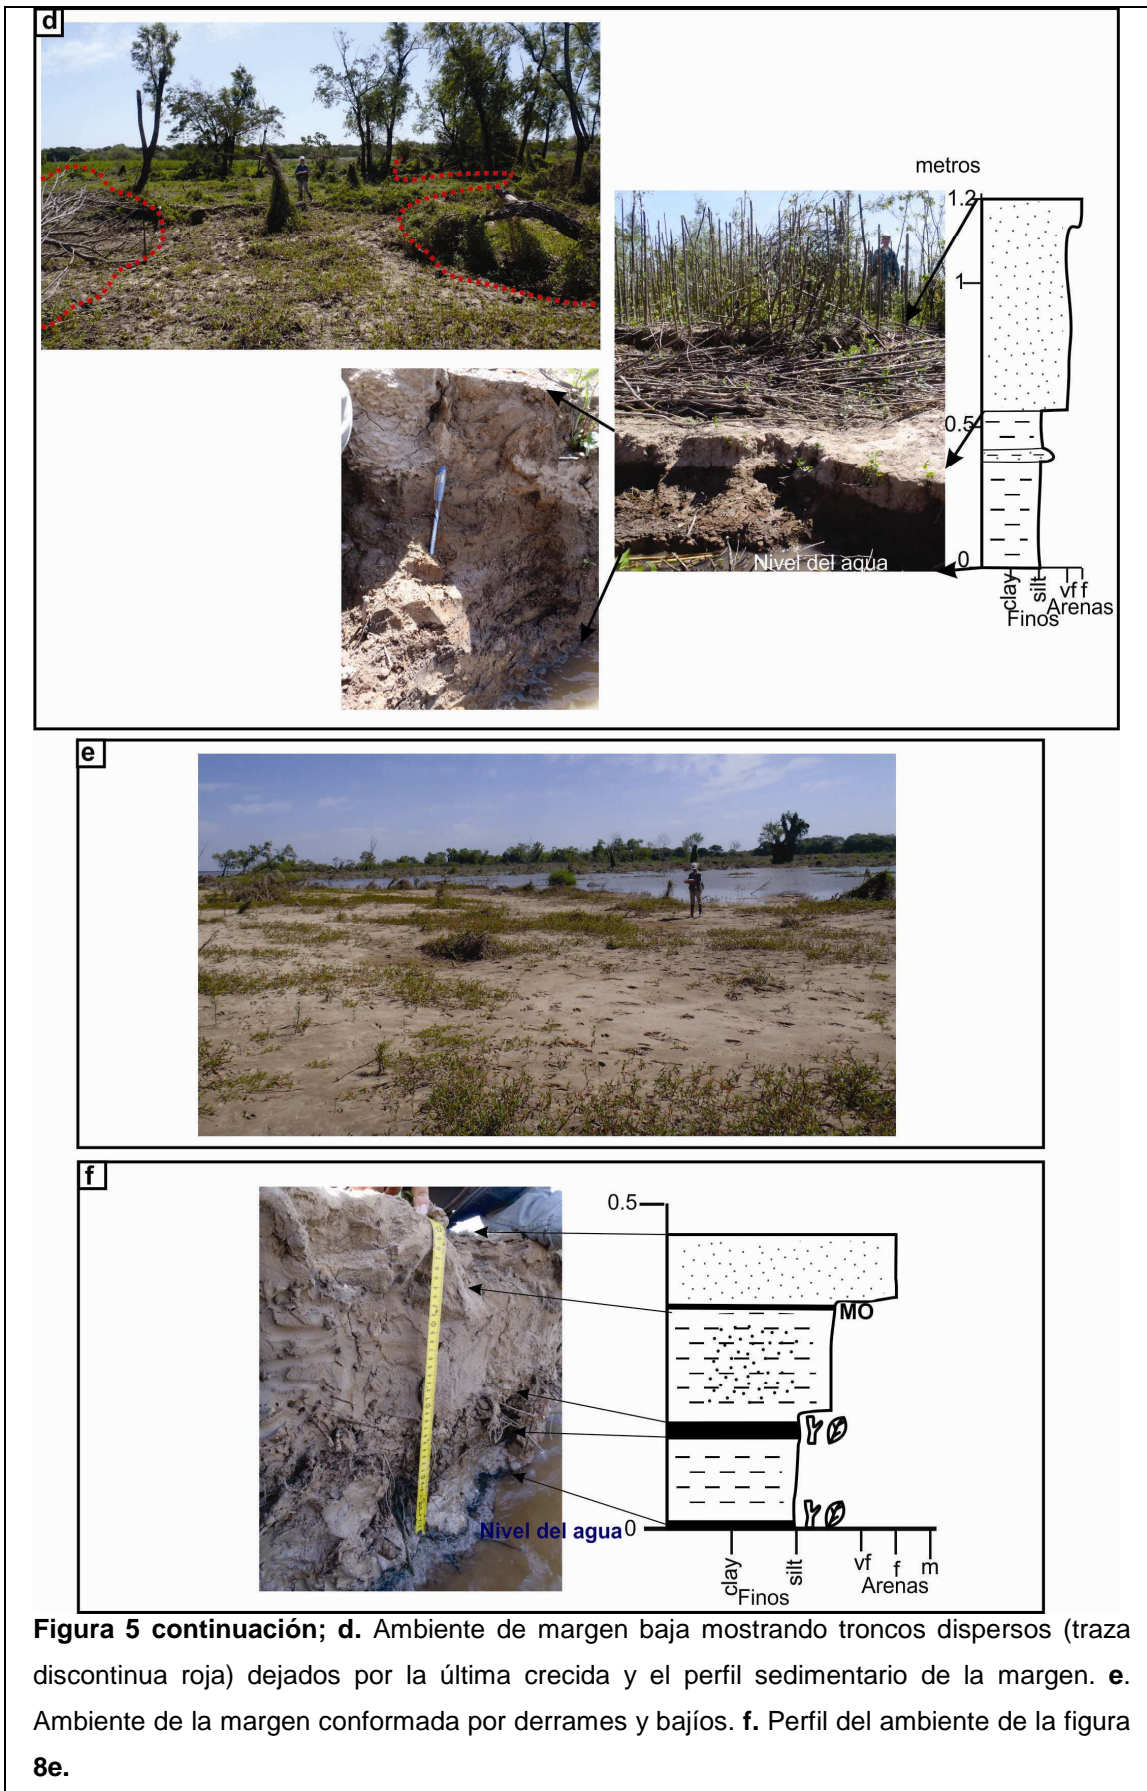 d
metros
1.2
1
0.5
0
Nivel del agua
clay
silt
vf
f
Finos
Arenas
e
f
0.5
MO
Nivel del agua
0
clay
silt
vf
f
m
Finos
Arenas
Figura 5 continuación; d. Ambiente de margen baja mostrando troncos dispersos (traza
discontinua roja) dejados por la última crecida y el perfil sedimentario de la margen. e.
Ambiente de la margen conformada por derrames y bajíos. f. Perfil del ambiente de la figura
8e.